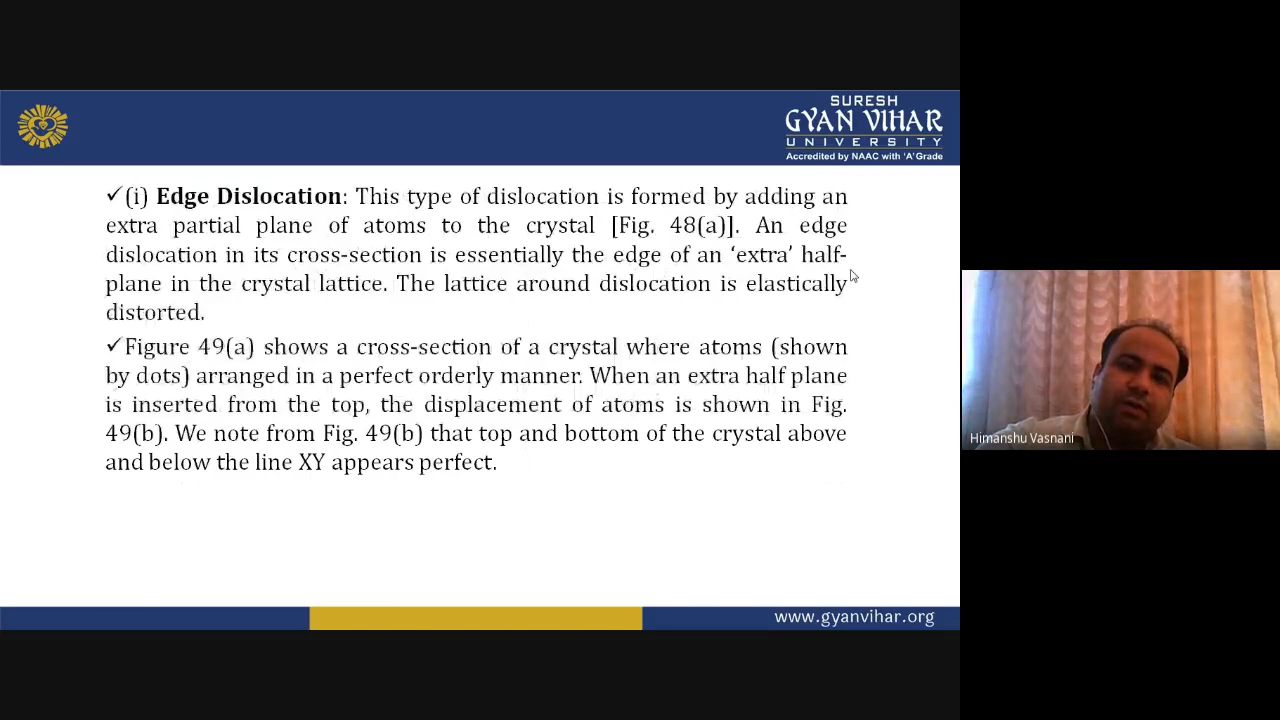 SURESH
GYAN VIHAR
UNIVERSITY
Accredited by NAAC with 'A' Grade
✓(i) Edge Dislocation: This type of dislocation is formed by adding an
extra partial plane of atoms to the crystal [Fig. 48(a)]. An edge
dislocation in its cross-section is essentially the edge of an ‘extra’ half-
plane in the crystal lattice. The lattice around dislocation is elastically
distorted.
✓Figure 49(a) shows a cross-section of a crystal where atoms (shown
by dots) arranged in a perfect orderly manner. When an extra half plane
is inserted from the top, the displacement of atoms is shown in Fig.
49(b). We note from Fig. 49(b) that top and bottom of the crystal above
and below the line XY appears perfect.
Himanshu Vasnani
www.gyanvihar.org